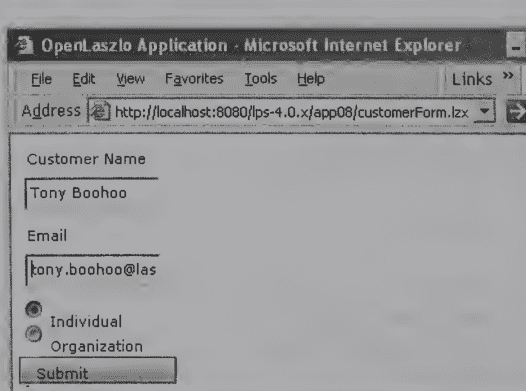 OpenLaszlo Application - Microsoft Internet Explorer
File Edit View Favorites Tools Help Links »
Address http://localhost:8080/lps-4.0.x/app08/customerForm.lzx
Customer Name
Tony Boohoo
Email
tony.boohoo@las
Individual
Organization
Submit